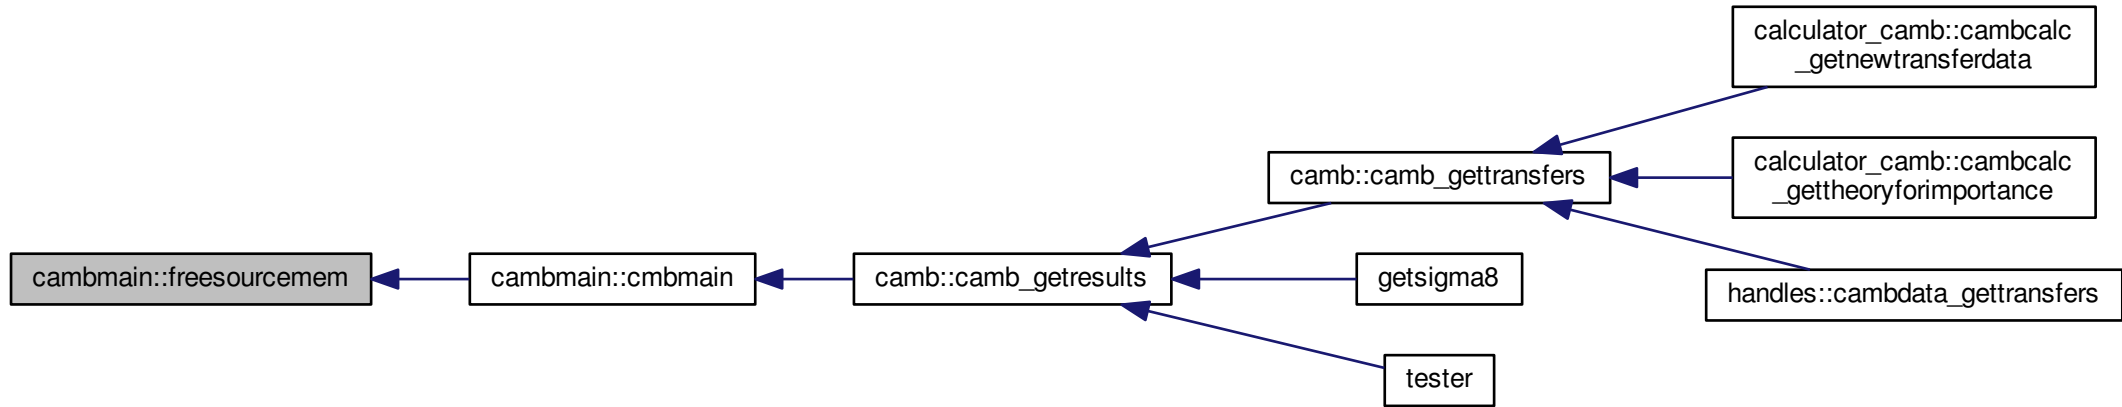 calculator_camb::cambcalc
_getnewtransferdata
camb::camb_gettransfers
calculator_camb::cambcalc
_gettheoryforimportance
cambmain::freesourcemem
cambmain::cmbmain
camb::camb_getresults
getsigma8
handles::cambdata_gettransfers
tester